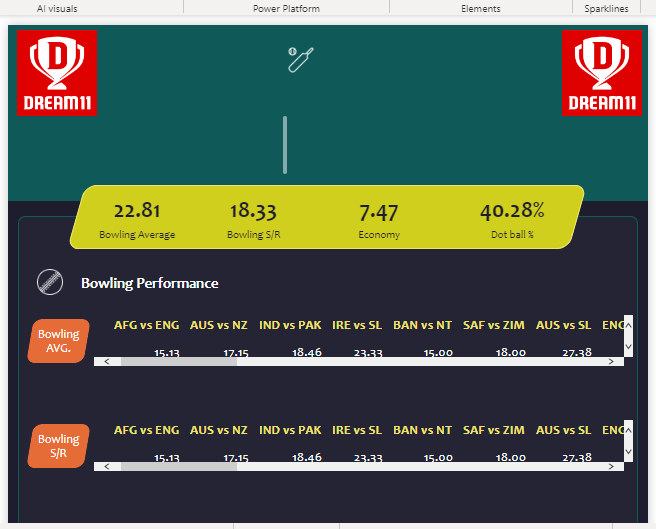 AI visuals Power Platform Elements Sparklines
D D
DREAM11 DREAM11
22.81 18.33 7.47 40.28%
Bowling Average Bowling S/R Economy Dot ball %
Bowling Performance
AFG vs ENG AUS vs NZ IND vs PAK IRE vs SL BAN vs NT SAF vs ZIM AUS vs SL ENG
Bowling
AVG.
15.13 17.15 18.46 23.33 15.00 18.00 27.38
AFG vs ENG AUS vs NZ IND vs PAK IRE vs SL BAN vs NT SAF vs ZIM AUS vs SL ENG
Bowling
S/R
15.13 17.15 18.46 23.33 15.00 18.00 27.38